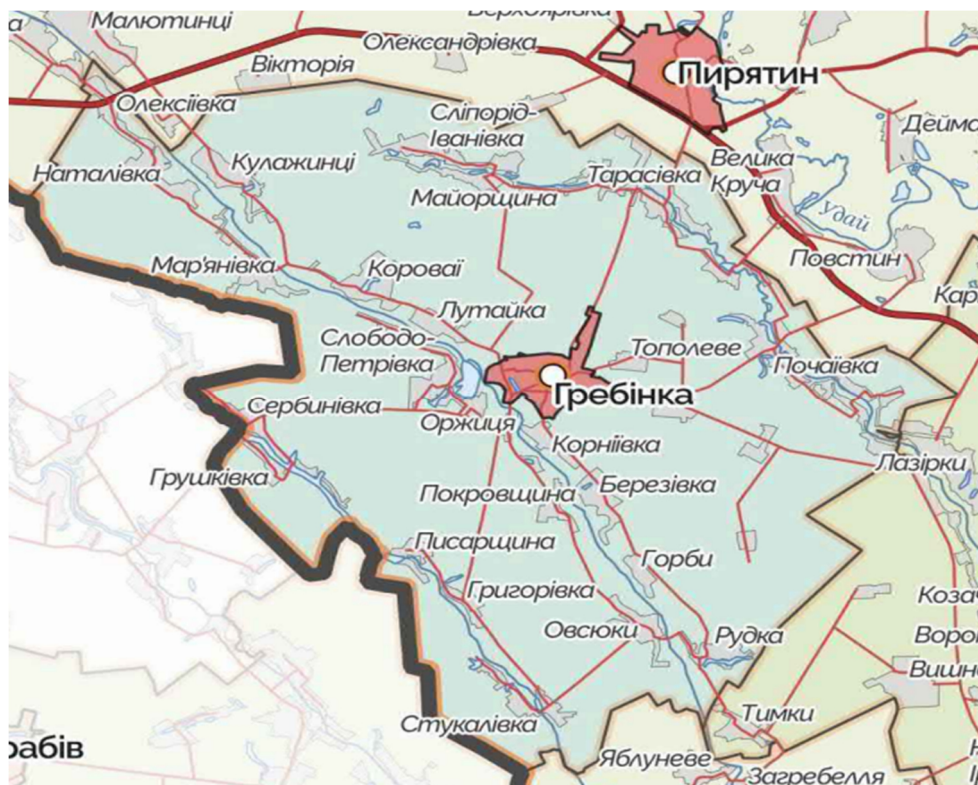 Малютинці
Олександрівка
Вікторія
Пирятин
Олексіївка
Сліпорід-
Іванівка
Наталівка
Кулажинці
Майорщина
Тарасівка
Велика
Круча
Удай
Повстин
Мар'янівка
Короваї
Лутайка
Слободо-
Петрівка
Тополеве
Почаївка
Гребінка
Сербинівка
Оржиця
Корніївка
Лазірки
Грушківка
Покровщина
Березівка
Писарщина
Горби
Григорівка
Овсюки
Рудка
Стукалівка
Тимки
Яблуневе
Загребелля